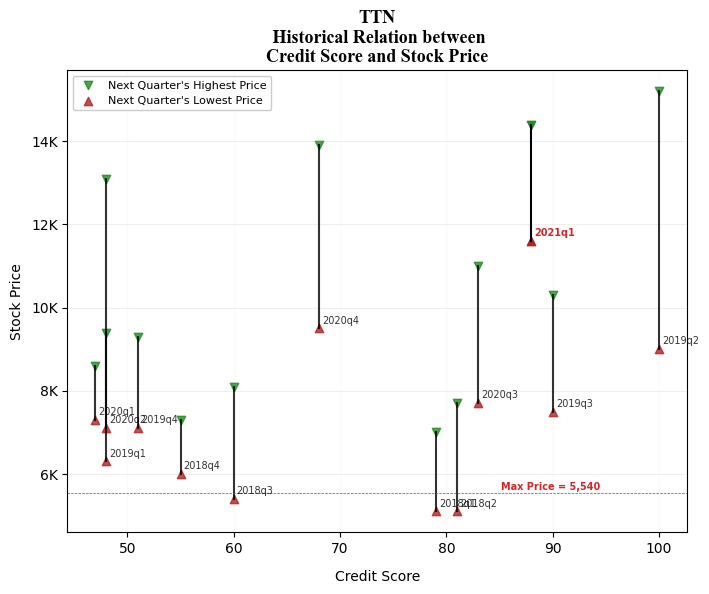 TTN
Historical Relation between
Credit Score and Stock Price
Next Quarter's Highest Price
Next Quarter's Lowest Price
14K
12K
10K
8K
6K
Stock Price
2021q1
2020q4
2019q2
2020q3
2019q3
2020q1
2020q2
2019q4
2019q1
2018q4
2018q3
Max Price = 5,540
2018q1
2018q2
50
60
70
80
90
100
Credit Score